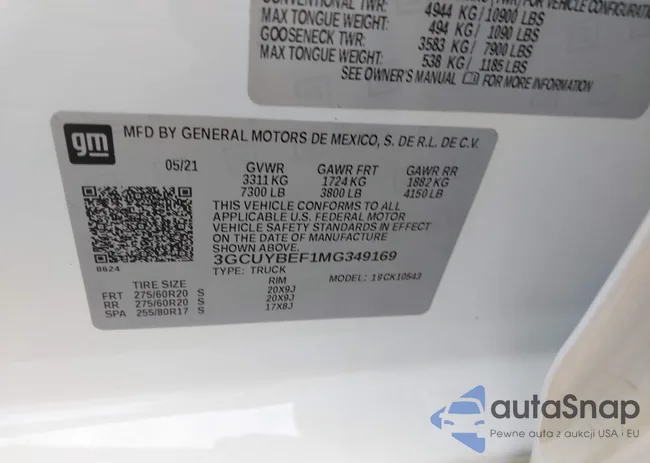 CONVENTIONAL TWR: 4944 KG/10900 LBS
MAX TONGUE WEIGHT: 494 KG/ 1090 LBS
GOOSENECK TWR: 3583 KG/ 7900 LBS
MAX TONGUE WEIGHT: 538 KG/ 1185 LBS
SEE OWNER'S MANUAL FOR MORE INFORMATION
gm MFD BY GENERAL MOTORS DE MEXICO, S. DE R.L. DE C.V.
05/21 GVWR GAWR FRT GAWR RR
3311 KG 1724 KG 1882 KG
7300 LB 3800 LB 4150 LB
THIS VEHICLE CONFORMS TO ALL
APPLICABLE U.S. FEDERAL MOTOR
VEHICLE SAFETY STANDARDS IN EFFECT
ON THE DATE OF MANUFACTURE
SHOWN ABOVE.
3GCUYBEF1MG349169
8624 TYPE: TRUCK MODEL: 19CK10543
TIRE SIZE RIM
FRT 275/60R20 S 20X9J
RR 275/60R20 S 20X9J
SPA 255/80R17 S 17X8J
autaSnap
Pewne auta z aukcji USA i EU